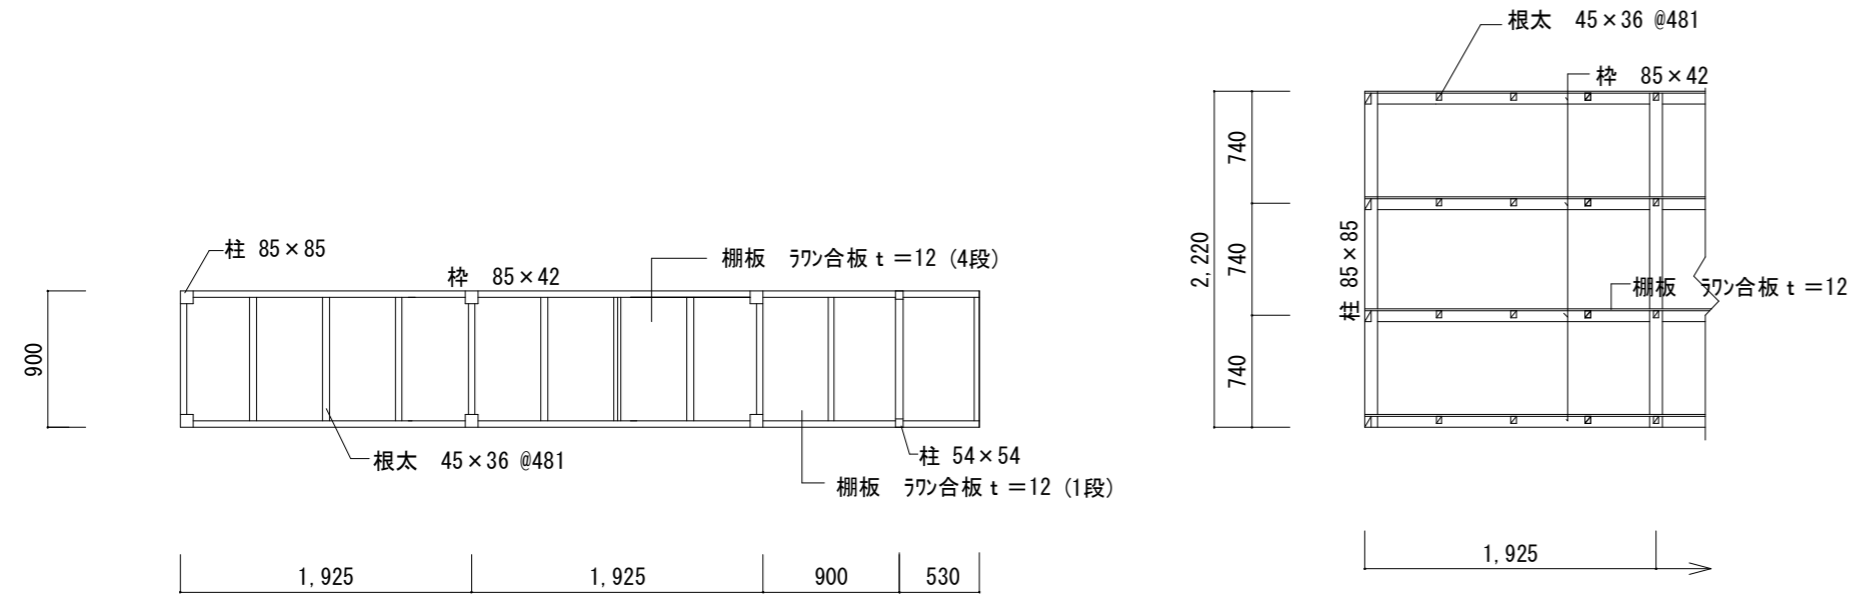 柱 85×85
枠 85×42
棚板 ﾗﾜﾝ合板ｔ＝12 (4段)
900
根太 45×36 @481
柱 54×54
棚板 ﾗﾜﾝ合板ｔ＝12 (1段)
1,925
1,925
900
530
根太 45×36 @481
枠 85×42
740
740
740
2,220
柱 85×85
棚板 ﾗﾜﾝ合板ｔ＝12
1,925